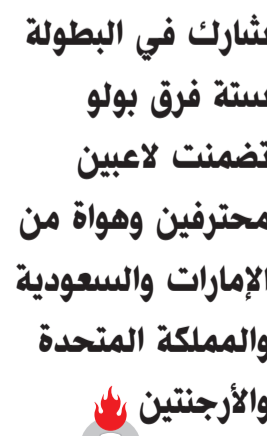 شارك في البطولة
ستة فرق بولو
تضمنت لاعبين
محترفين وهواة من
الإمارات والسعودية
والمملكة المتحدة
والأرجنتين